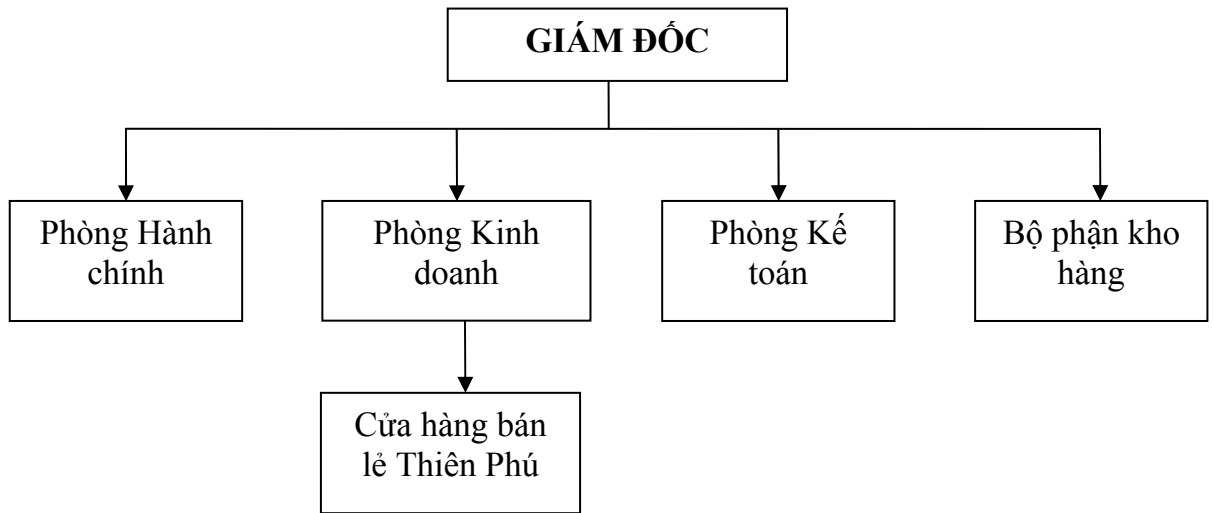 GIÁM ĐỐC
Phòng Hành
chính
Phòng Kinh
doanh
Phòng Kế
toán
Bộ phận kho
hàng
Cửa hàng bán
lẻ Thiên Phú